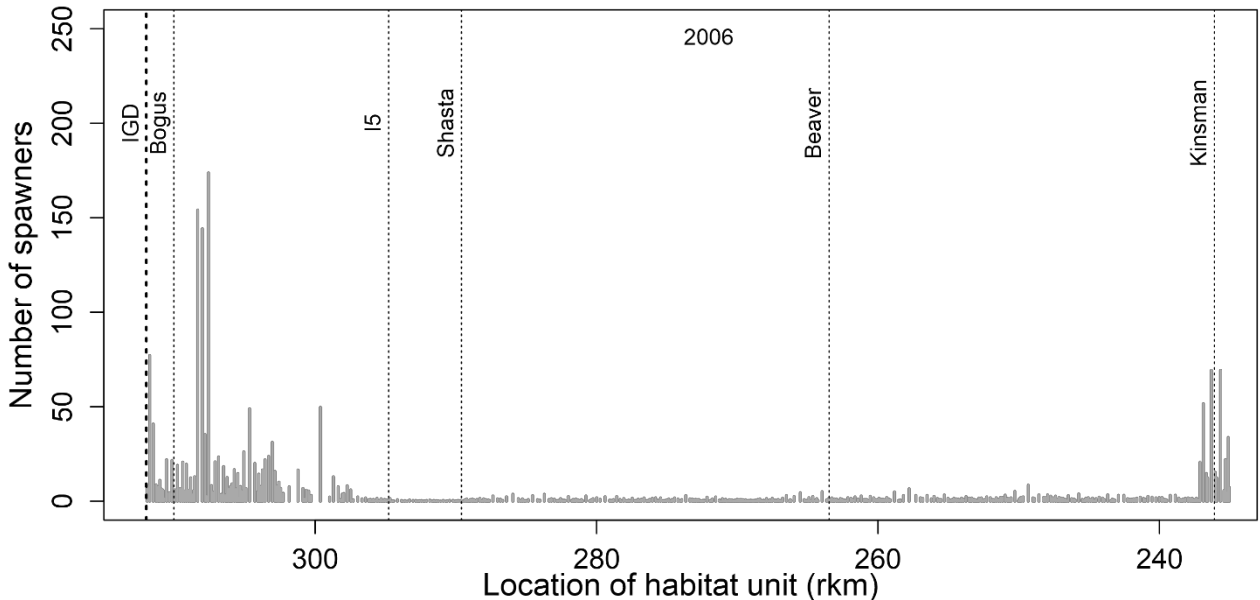 2006
Number of spawners
250
200
150
100
50
0
IGD
Bogus
I5
Shasta
Beaver
Kinsman
300
280
260
240
Location of habitat unit (rkm)